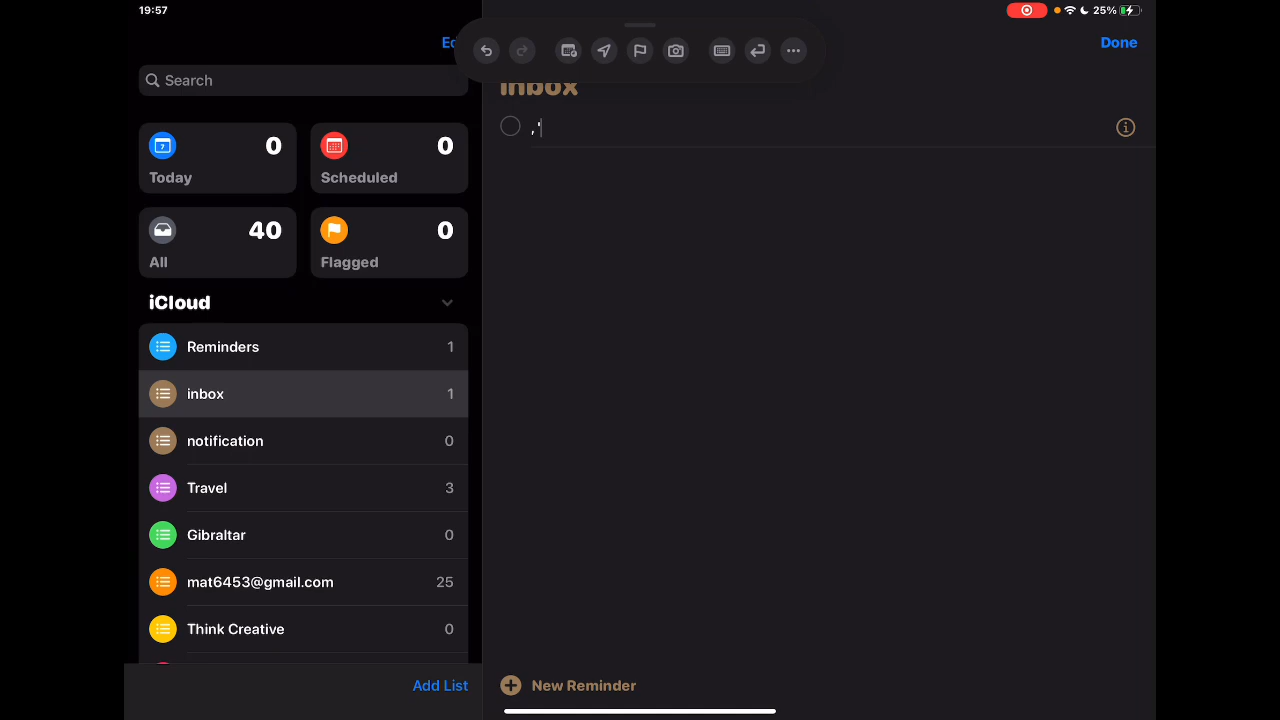 19:57
25%
Ed
Done
Search
inbox
0
Today
0
Scheduled
40
All
0
Flagged
,'
iCloud
Reminders 1
inbox 1
notification 0
Travel 3
Gibraltar 0
mat6453@gmail.com 25
Think Creative 0
Add List
New Reminder